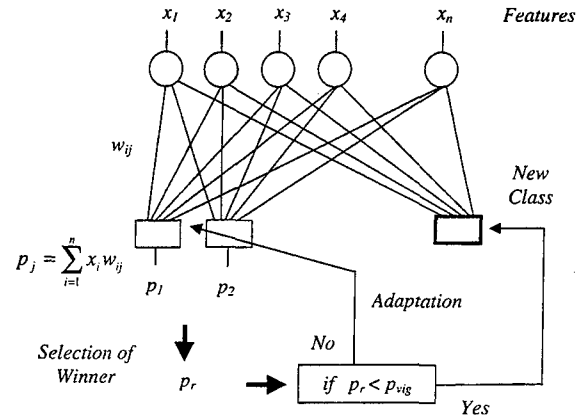 x1 x2 x3 x4 xn Features
wij
New
Class
pj = ∑ i=1 n xi wij
p1 p2
Adaptation
Selection of
Winner
No
pr
if pr < pvig
Yes